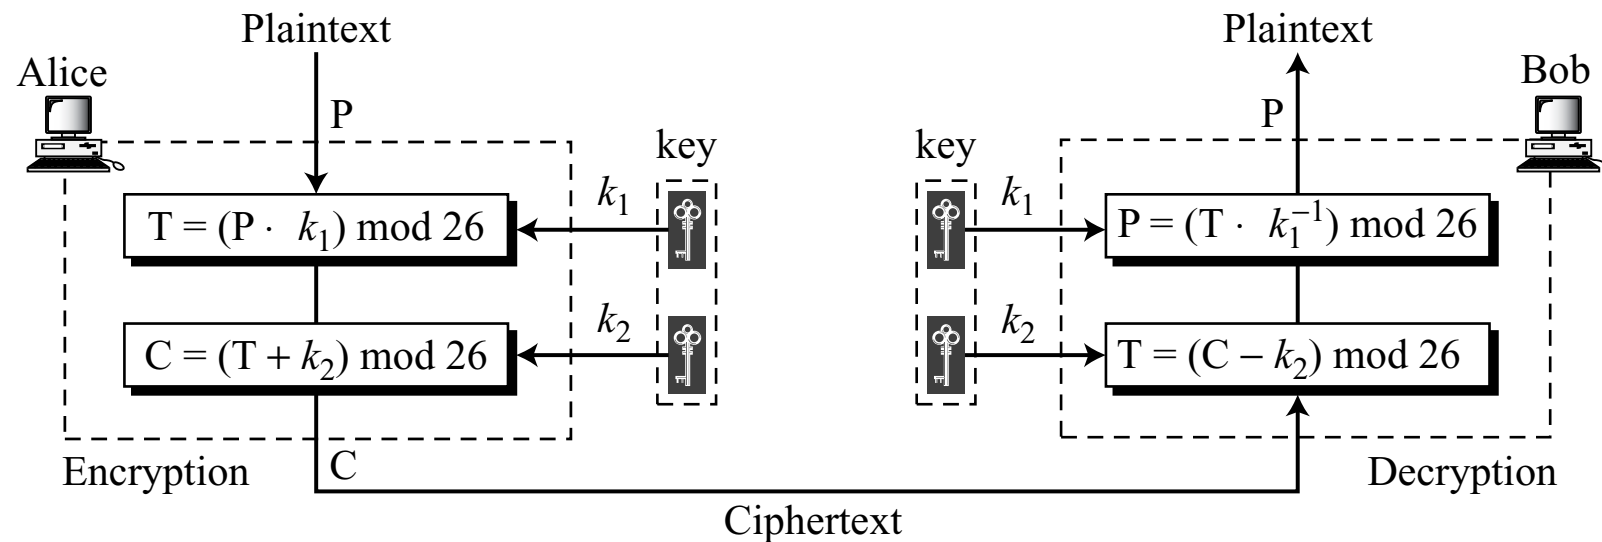 Plaintext
Plaintext
Alice
Bob
P
P
key
key
k₁
k₁
T = (P · k₁) mod 26
P = (T · k₁⁻¹) mod 26
k₂
k₂
C = (T + k₂) mod 26
T = (C − k₂) mod 26
Encryption
C
Decryption
Ciphertext